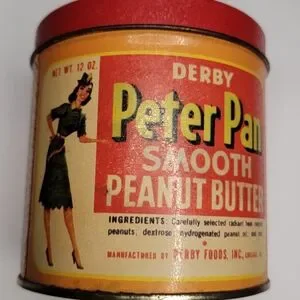 NET WT. 12 OZ.
DERBY
Peter Pan
SMOOTH
PEANUT BUTTER
INGREDIENTS: Carefully selected
peanuts, dextrose, hydrogenated peanut oil, and
MANUFACTURED BY DERBY FOODS, INC.,